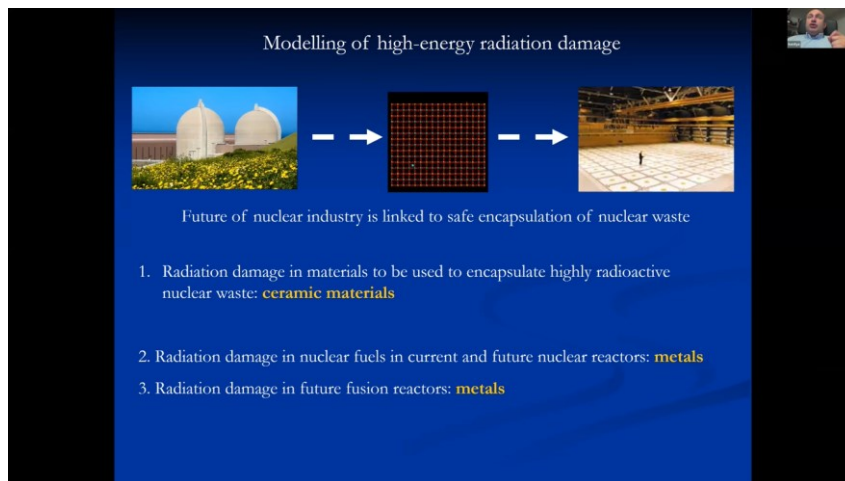 Modelling of high-energy radiation damage
Future of nuclear industry is linked to safe encapsulation of nuclear waste
1. Radiation damage in materials to be used to encapsulate highly radioactive
nuclear waste: ceramic materials
2. Radiation damage in nuclear fuels in current and future nuclear reactors: metals
3. Radiation damage in future fusion reactors: metals